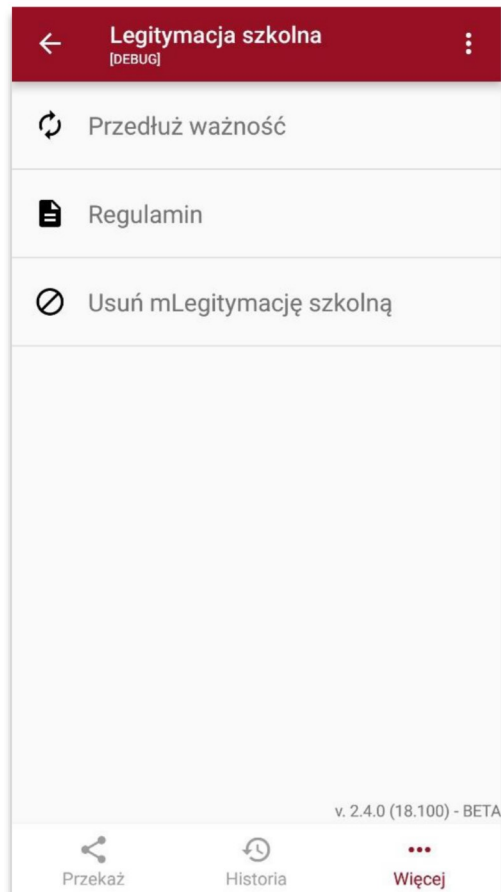 Legitymacja szkolna
[DEBUG]
Przedłuż ważność
Regulamin
Usuń mLegitymację szkolną
v. 2.4.0 (18.100) - BETA
Przekaż
Historia
Więcej